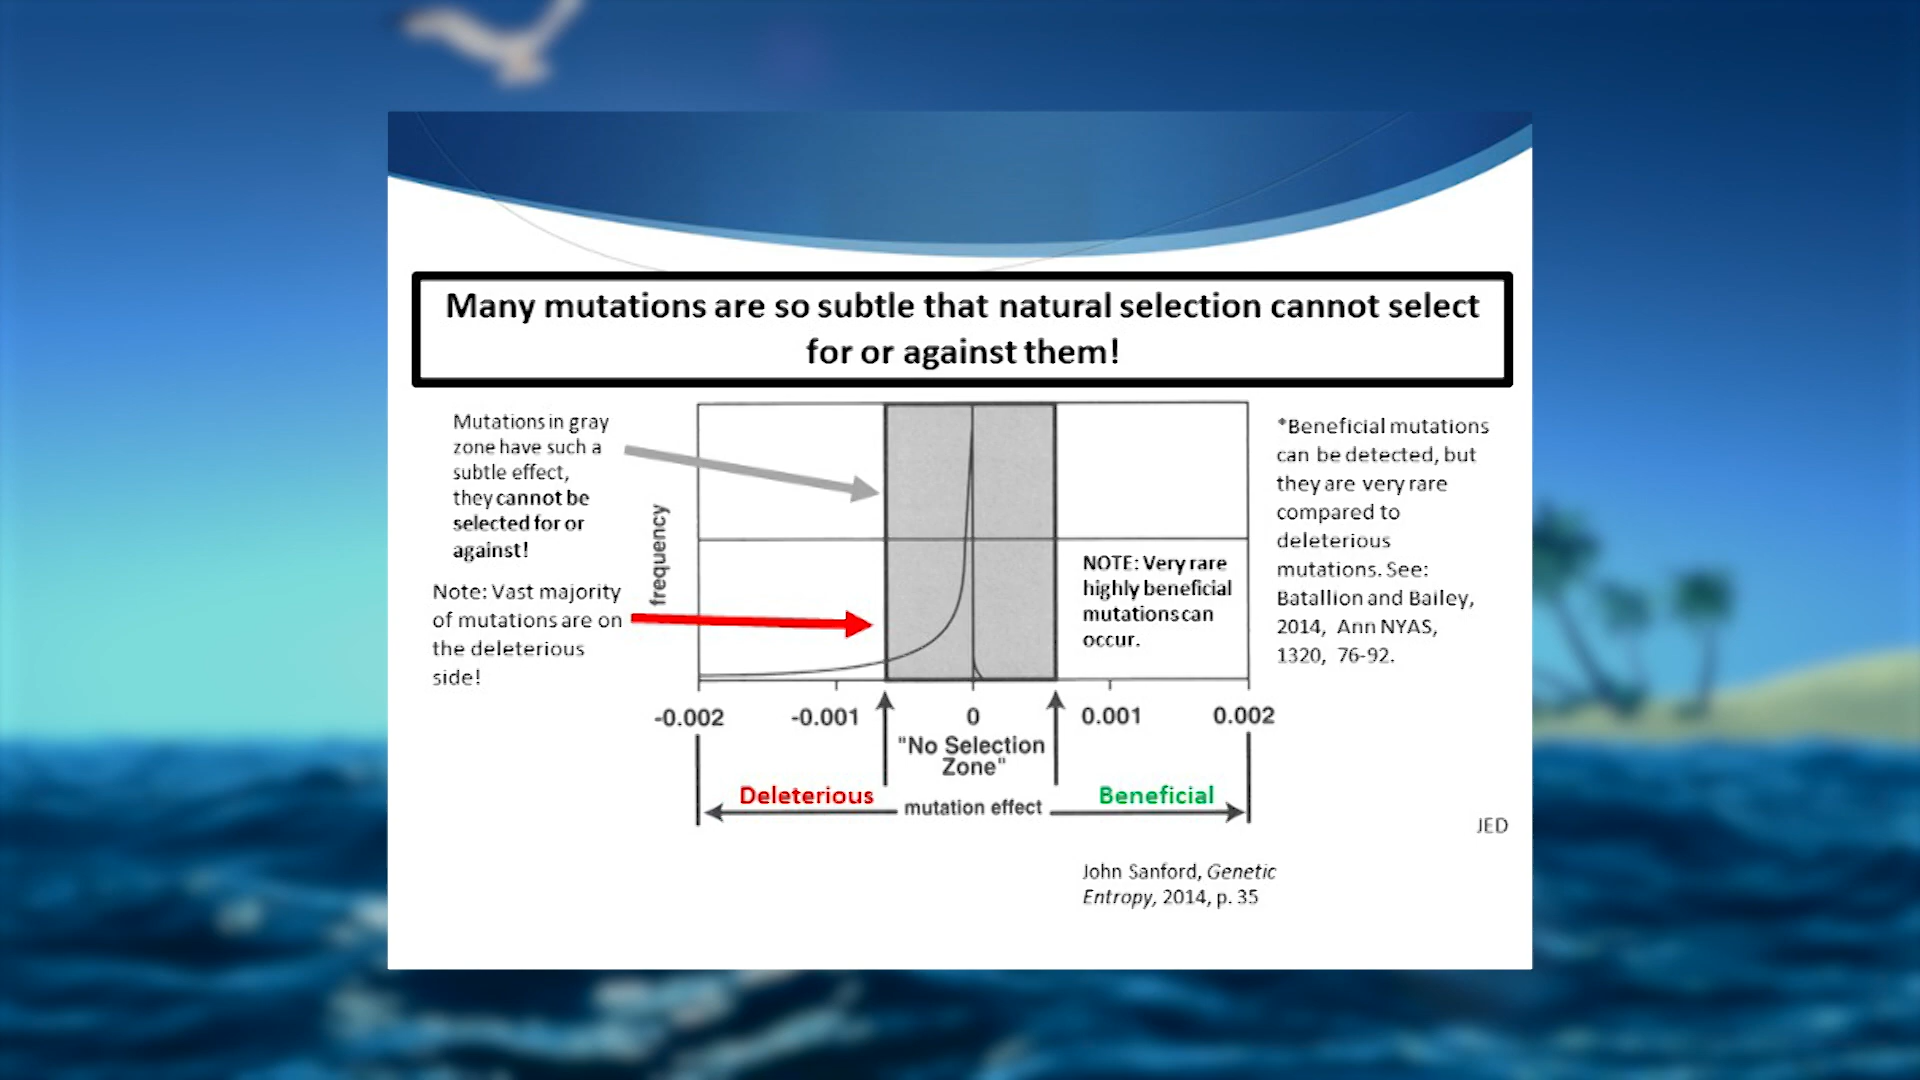 Many mutations are so subtle that natural selection cannot select
for or against them!
Mutations in gray
zone have such a
subtle effect,
they cannot be
selected for or
against!
Note: Vast majority
of mutations are on
the deleterious
side!
frequency
NOTE: Very rare
highly beneficial
mutations can
occur.
*Beneficial mutations
can be detected, but
they are very rare
compared to
deleterious
mutations. See:
Batallion and Bailey,
2014, Ann NYAS,
1320, 76-92.
-0.002 -0.001 0 0.001 0.002
"No Selection
Zone"
Deleterious mutation effect Beneficial
JED
John Sanford, Genetic
Entropy, 2014, p. 35